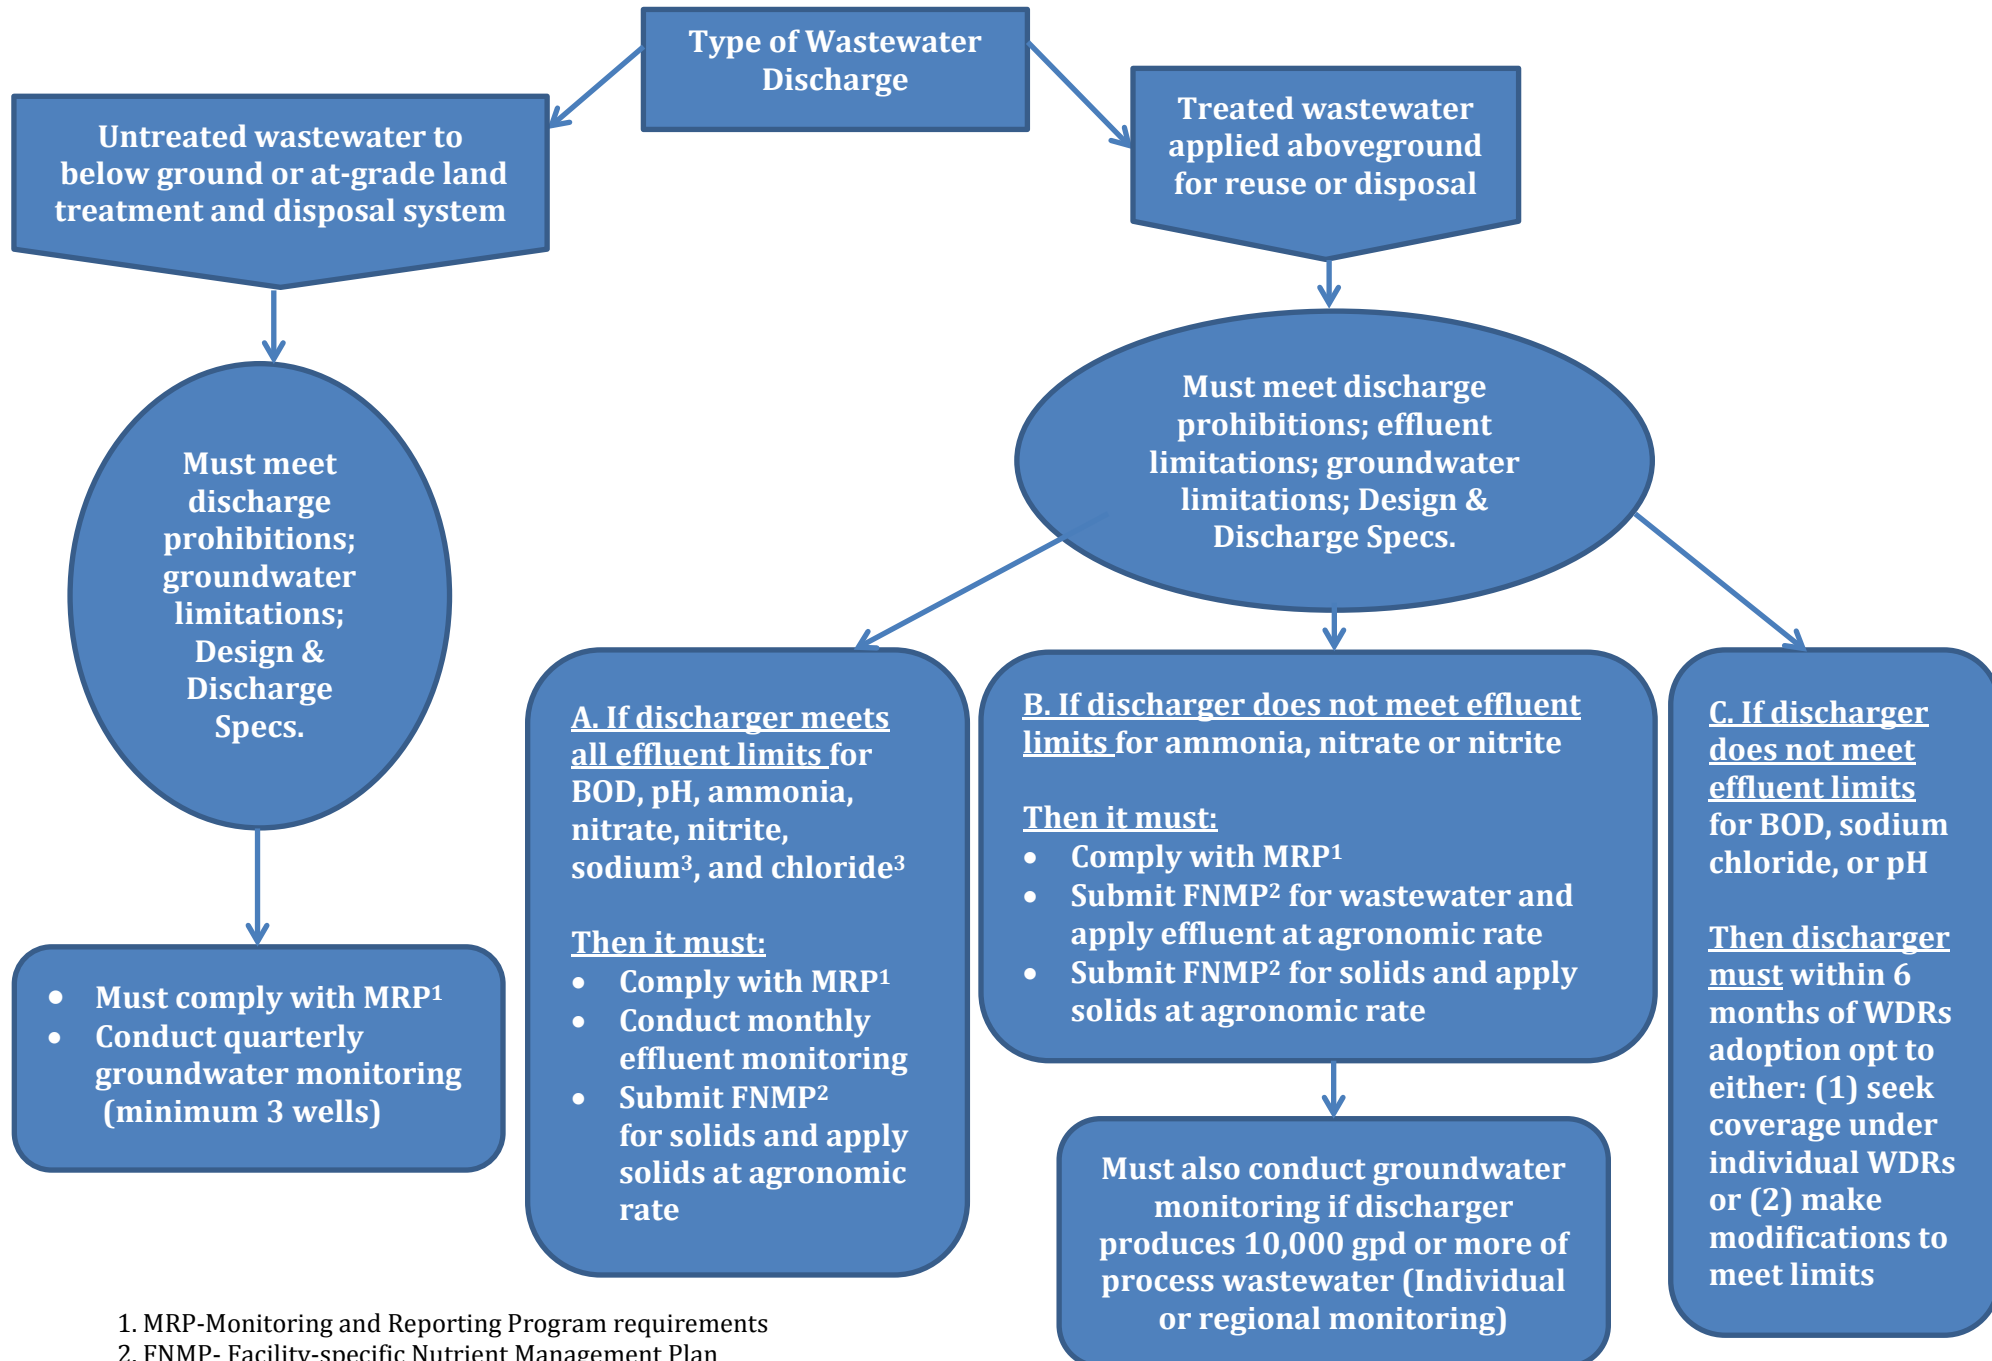 Type of Wastewater
Discharge
Untreated wastewater to
below ground or at-grade land
treatment and disposal system
Treated wastewater
applied aboveground
for reuse or disposal
Must meet
discharge
prohibitions;
groundwater
limitations;
Design &
Discharge
Specs.
Must meet discharge
prohibitions; effluent
limitations; groundwater
limitations; Design &
Discharge Specs.
• Must comply with MRP¹
• Conduct quarterly
groundwater monitoring
(minimum 3 wells)
A. If discharger meets
all effluent limits for
BOD, pH, ammonia,
nitrate, nitrite,
sodium³, and chloride³
Then it must:
• Comply with MRP¹
• Conduct monthly
effluent monitoring
• Submit FNMP²
for solids and apply
solids at agronomic
rate
B. If discharger does not meet effluent
limits for ammonia, nitrate or nitrite
Then it must:
• Comply with MRP¹
• Submit FNMP² for wastewater and
apply effluent at agronomic rate
• Submit FNMP² for solids and apply
solids at agronomic rate
Must also conduct groundwater
monitoring if discharger
produces 10,000 gpd or more of
process wastewater (Individual
or regional monitoring)
C. If discharger
does not meet
effluent limits
for BOD, sodium
chloride, or pH
Then discharger
must within 6
months of WDRs
adoption opt to
either: (1) seek
coverage under
individual WDRs
or (2) make
modifications to
meet limits
1. MRP-Monitoring and Reporting Program requirements
2. FNMP- Facility-specific Nutrient Management Plan